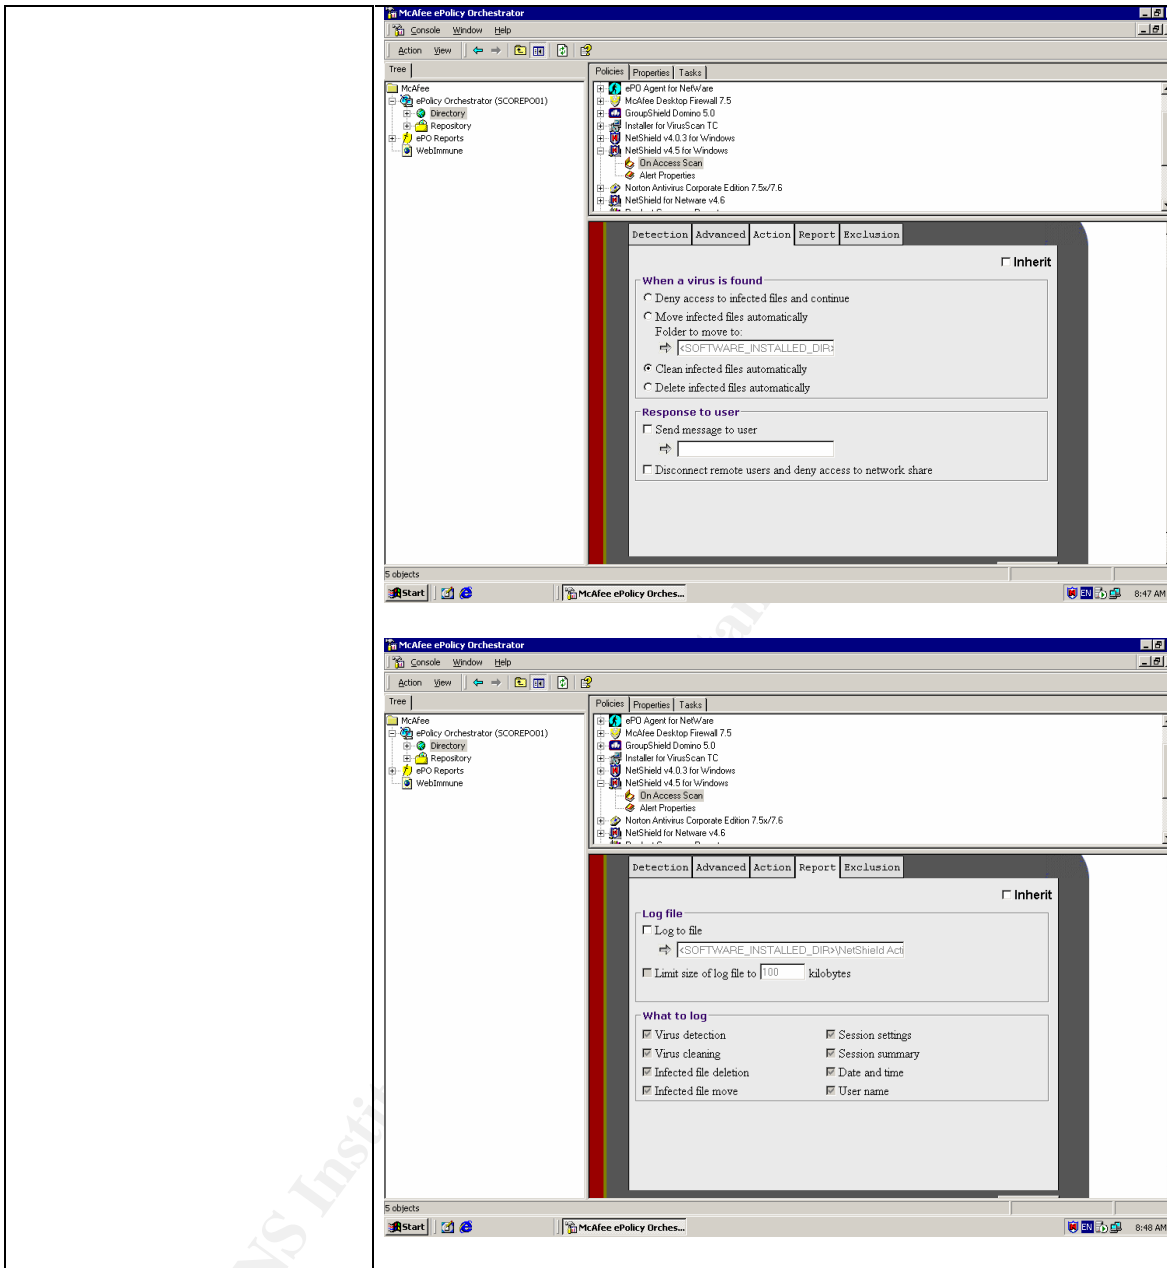 McAfee ePolicy Orchestrator
Console Window Help
Action View
Tree
Policies Properties Tasks
McAfee
ePolicy Orchestrator (SCOREPO01)
Directory
Repository
ePO Reports
WebImmune
ePO Agent for NetWare
McAfee Desktop Firewall 7.5
GroupShield Domino 5.0
Installer for VirusScan TC
NetShield v4.0.3 for Windows
NetShield v4.5 for Windows
On Access Scan
Alert Properties
Norton Antivirus Corporate Edition 7.5x/7.6
NetShield for Netware v4.6
Detection Advanced Action Report Exclusion
Inherit
When a virus is found
Deny access to infected files and continue
Move infected files automatically
Folder to move to:
<SOFTWARE_INSTALLED_DIR>
Clean infected files automatically
Delete infected files automatically
Response to user
Send message to user
Disconnect remote users and deny access to network share
5 objects
Start McAfee ePolicy Orches... EN 8:47 AM
McAfee ePolicy Orchestrator
Console Window Help
Action View
Tree
Policies Properties Tasks
McAfee
ePolicy Orchestrator (SCOREPO01)
Directory
Repository
ePO Reports
WebImmune
ePO Agent for NetWare
McAfee Desktop Firewall 7.5
GroupShield Domino 5.0
Installer for VirusScan TC
NetShield v4.0.3 for Windows
NetShield v4.5 for Windows
On Access Scan
Alert Properties
Norton Antivirus Corporate Edition 7.5x/7.6
NetShield for Netware v4.6
Detection Advanced Action Report Exclusion
Inherit
Log file
Log to file
<SOFTWARE_INSTALLED_DIR>\NetShield Acti
Limit size of log file to 100 kilobytes
What to log
Virus detection Session settings
Virus cleaning Session summary
Infected file deletion Date and time
Infected file move User name
5 objects
Start McAfee ePolicy Orches... EN 8:48 AM